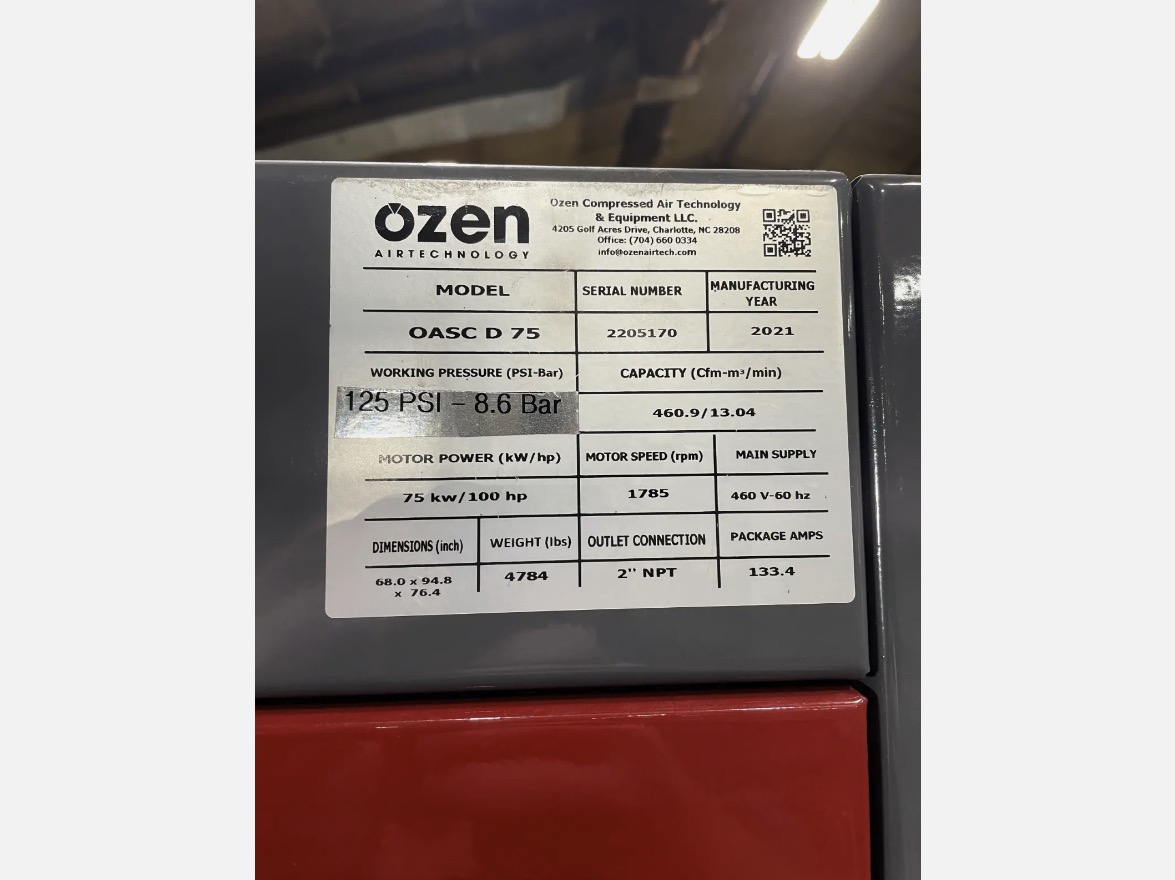 özen
AIRTECHNOLOGY
Ozen Compressed Air Technology
& Equipment LLC.
4205 Golf Acres Drive, Charlotte, NC 28208
Office: (704) 660 0334
info@ozenairtech.com
MODEL
SERIAL NUMBER
MANUFACTURING
YEAR
OASC D 75
2205170
2021
WORKING PRESSURE (PSI-Bar)
CAPACITY (Cfm-m³/min)
125 PSI - 8.6 Bar
460.9/13.04
MOTOR POWER (kW/hp)
MOTOR SPEED (rpm)
MAIN SUPPLY
75 kw/100 hp
1785
460 V-60 hz
DIMENSIONS (inch)
WEIGHT (lbs)
OUTLET CONNECTION
PACKAGE AMPS
68.0 x 94.8
x 76.4
4784
2" NPT
133.4